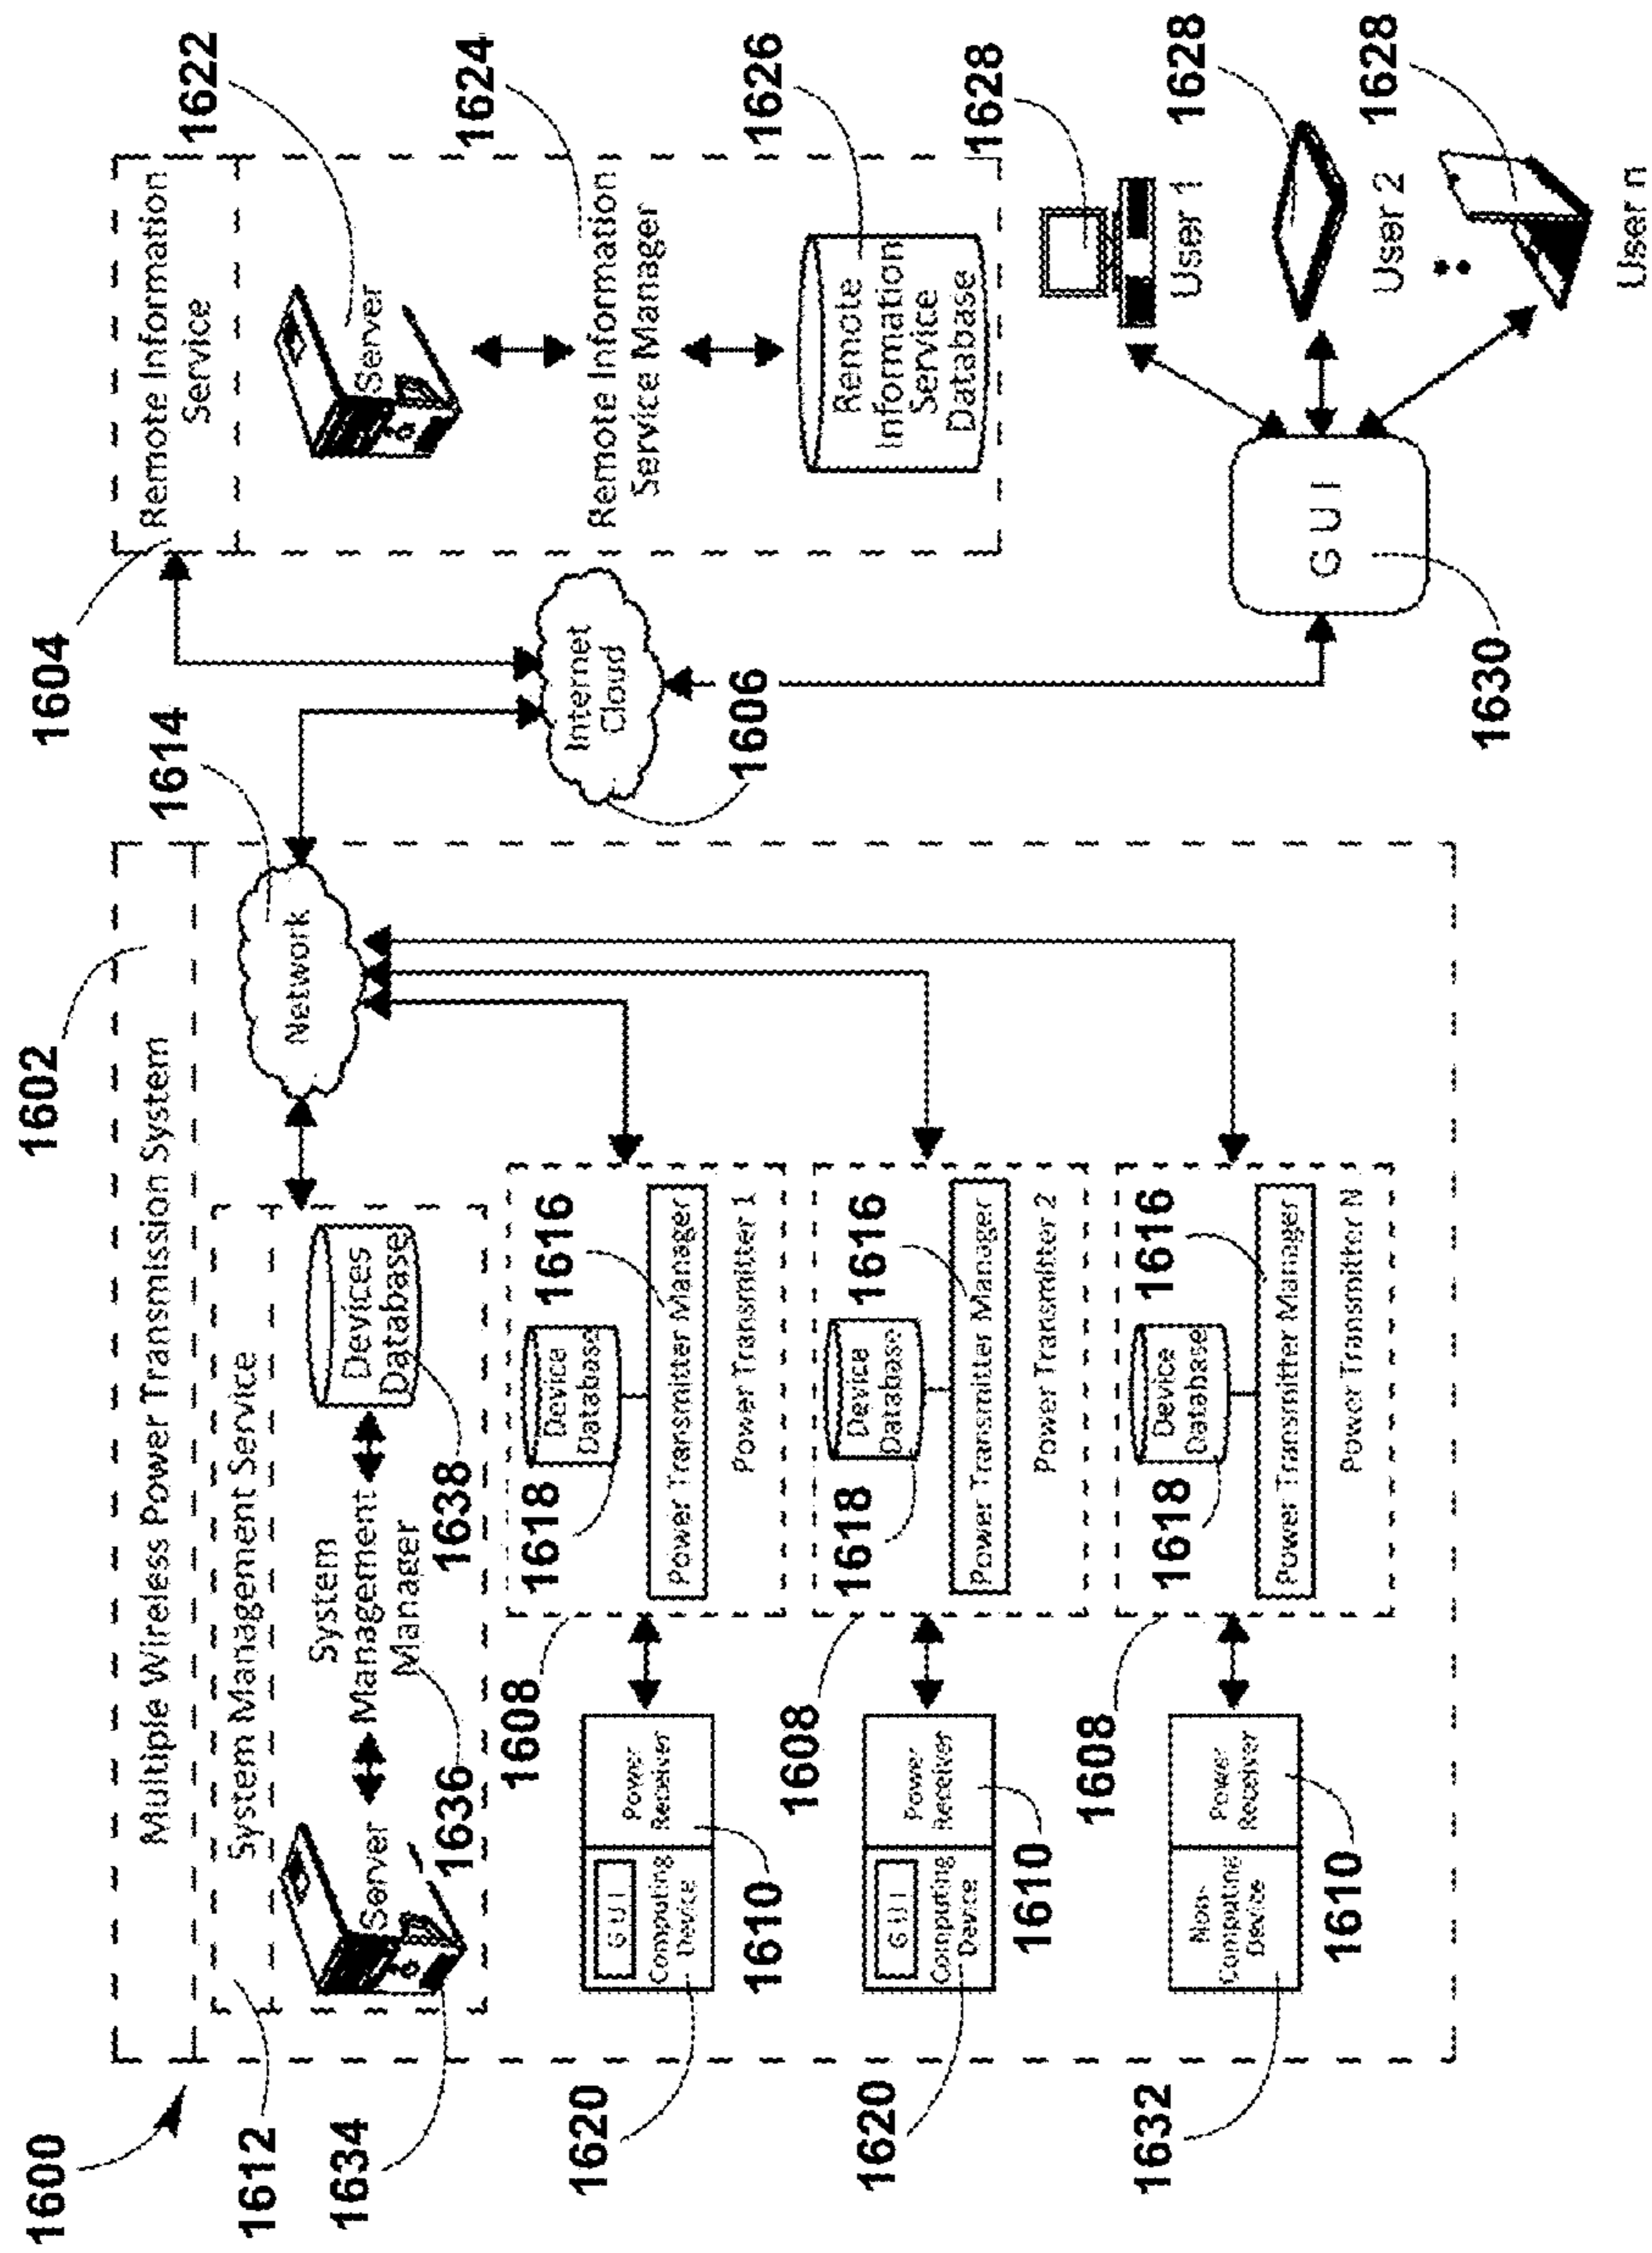 1600
1602
1614
1604
Multiple Wireless Power Transmission System
System Management Service
1612
1634
Server
System
Management
Manager
1636
Devices
Database
1638
Network
1620
G U I
Computing
Device
Power
Receiver
1610
1608
1618
Device
Database
1616
Power Transmitter Manager
Power Transmitter 1
1620
G U I
Computing
Device
Power
Receiver
1610
1608
1618
Device
Database
1616
Power Transmitter Manager
Power Transmitter 2
1632
Non-
Computing
Device
Power
Receiver
1610
1608
1618
Device
Database
1616
Power Transmitter Manager
Power Transmitter N
Internet
Cloud
1606
Remote Information
Service
Server
1622
Remote Information
Service Manager
1624
Remote
Information
Service
Database
1626
G U I
1630
1628
User 1
1628
User 2
1628
User n